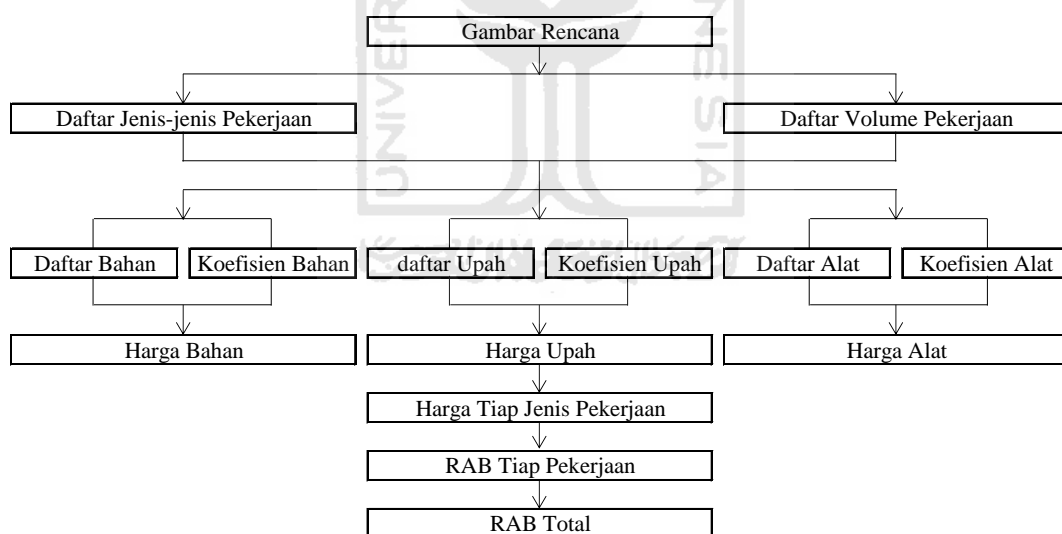 Gambar Rencana
Daftar Jenis-jenis Pekerjaan
Daftar Volume Pekerjaan
Daftar Bahan
Koefisien Bahan
daftar Upah
Koefisien Upah
Daftar Alat
Koefisien Alat
Harga Bahan
Harga Upah
Harga Alat
Harga Tiap Jenis Pekerjaan
RAB Tiap Pekerjaan
RAB Total